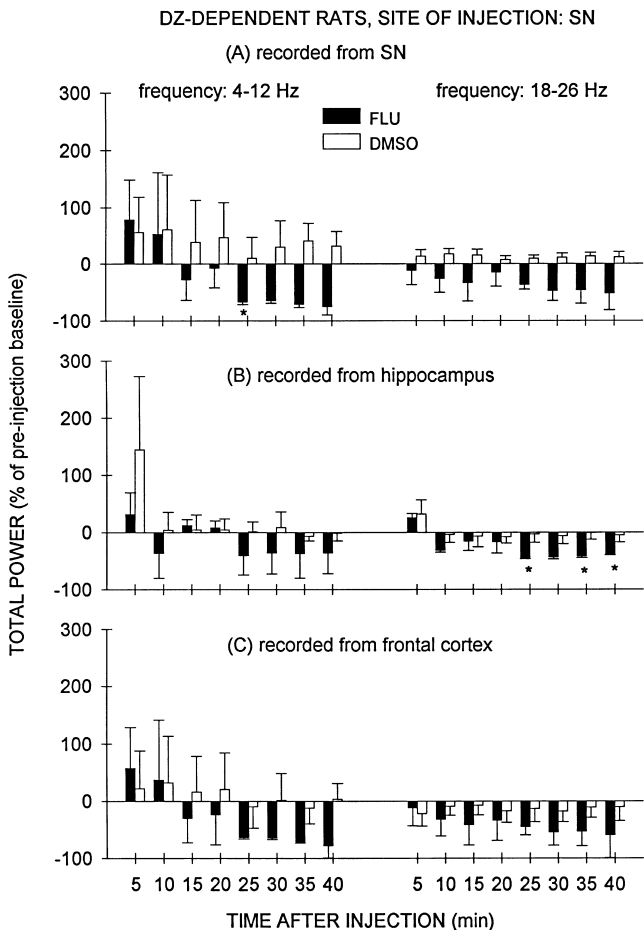 DZ-DEPENDENT RATS, SITE OF INJECTION: SN
(A) recorded from SN
frequency: 4-12 Hz
frequency: 18-26 Hz
FLU
DMSO
300
200
100
0
-100
*
(B) recorded from hippocampus
300
200
100
0
-100
* * *
(C) recorded from frontal cortex
300
200
100
0
-100
5 10 15 20 25 30 35 40
5 10 15 20 25 30 35 40
TIME AFTER INJECTION (min)
TOTAL POWER (% of pre-injection baseline)